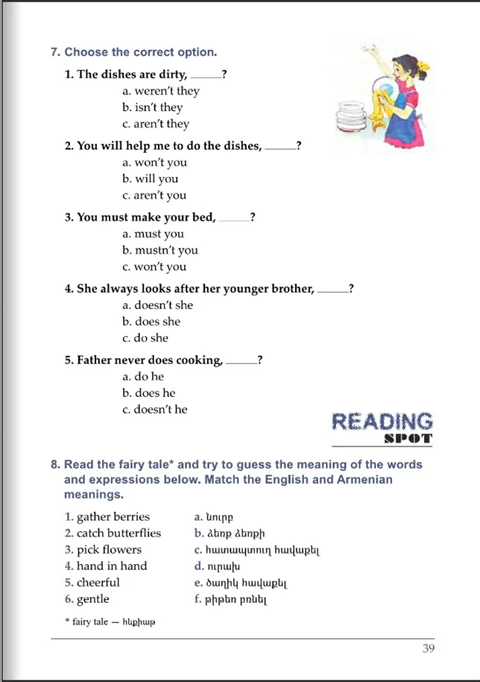 7. Choose the correct option.
1. The dishes are dirty, ______?
a. weren't they
b. isn't they
c. aren't they
2. You will help me to do the dishes, ______?
a. won't you
b. will you
c. aren't you
3. You must make your bed, ______?
a. must you
b. mustn't you
c. won't you
4. She always looks after her younger brother, ______?
a. doesn't she
b. does she
c. do she
5. Father never does cooking, ______?
a. do he
b. does he
c. doesn't he
READING
SPOT
8. Read the fairy tale* and try to guess the meaning of the words
and expressions below. Match the English and Armenian
meanings.
1. gather berries a. նուրբ
2. catch butterflies b. ձեռք ձեռքի
3. pick flowers c. հատապտուղ հավաքել
4. hand in hand d. ուրախ
5. cheerful e. ծաղիկ հավաքել
6. gentle f. թիթեռ բռնել
* fairy tale — հեքիաթ
39